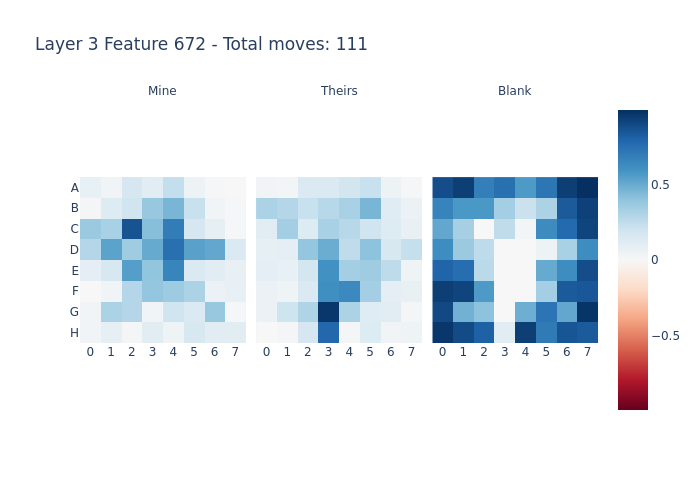 Layer 3 Feature 672 - Total moves: 111
Mine Theirs Blank
A
B
C
D
E
F
G
H
0 1 2 3 4 5 6 7 0 1 2 3 4 5 6 7 0 1 2 3 4 5 6 7
0.5
0
−0.5